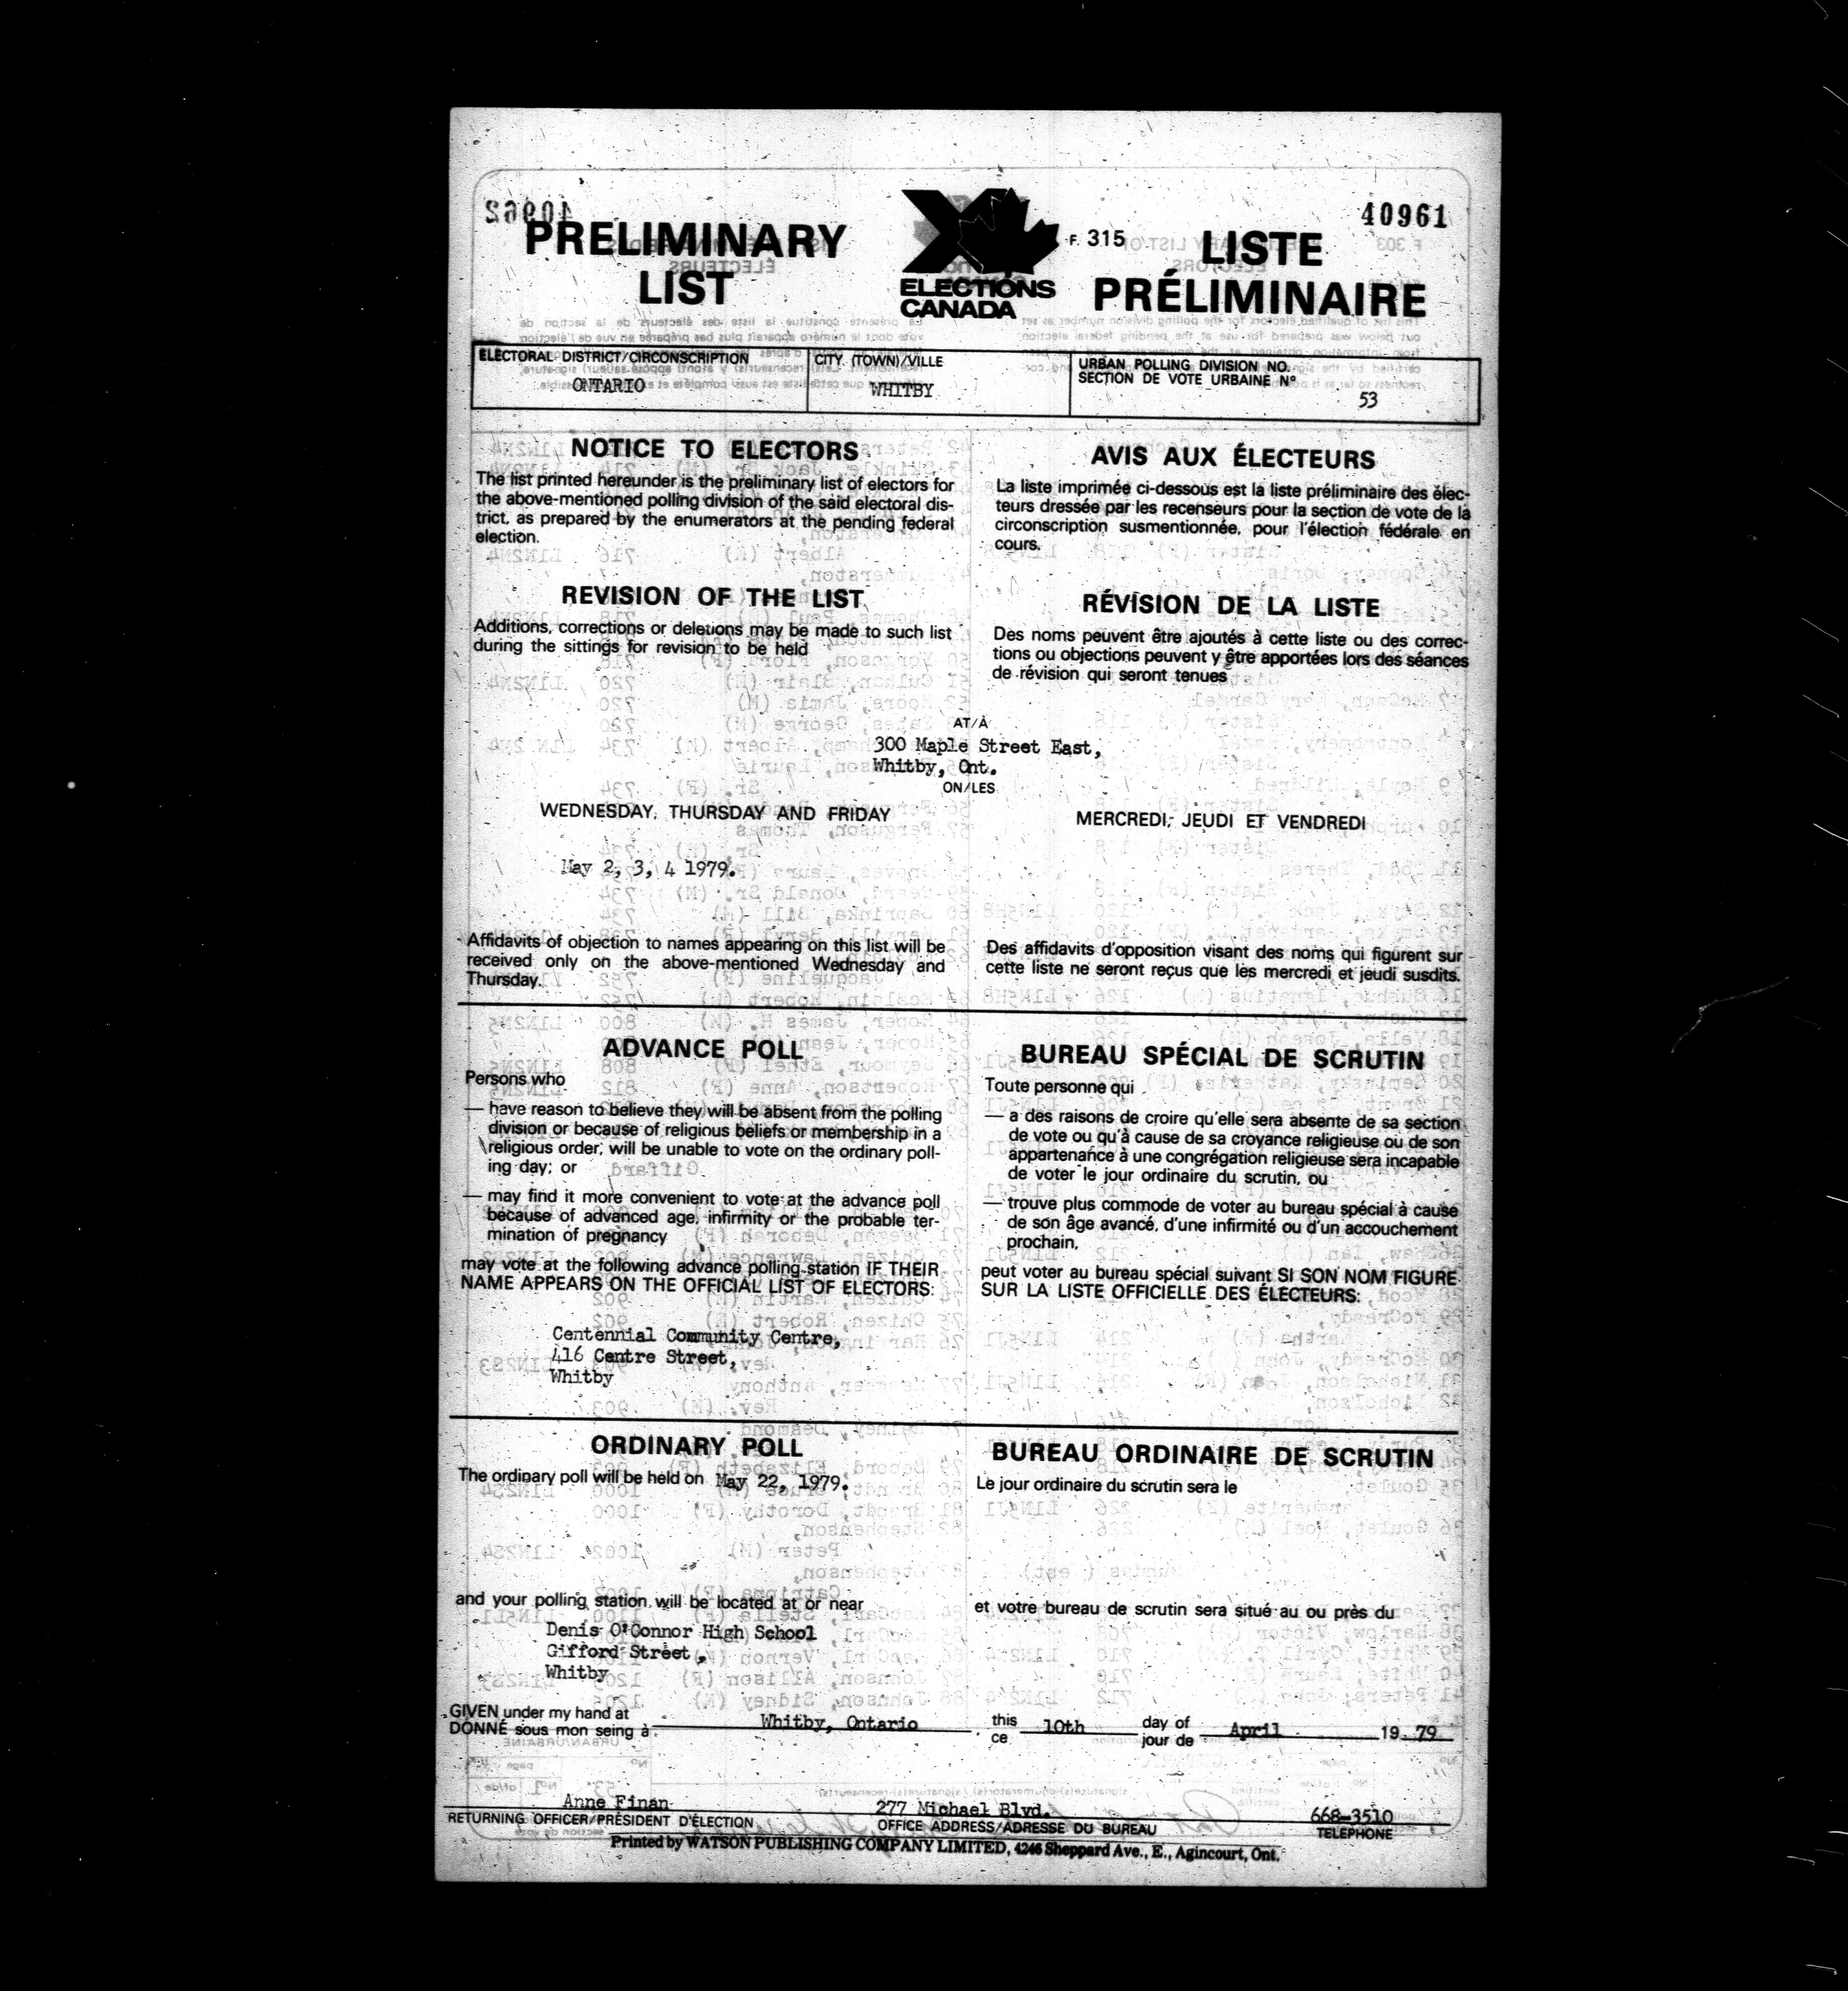 40961
PRELIMINARY
LIST
ELECTIONS
CANADA
F. 315
LISTE
PRÉLIMINAIRE
ELECTORAL DISTRICT/CIRCONSCRIPTION
ONTARIO
CITY (TOWN)/VILLE
WHITBY
URBAN POLLING DIVISION NO.
SECTION DE VOTE URBAINE Nº
53
NOTICE TO ELECTORS
The list printed hereunder is the preliminary list of electors for
the above-mentioned polling division of the said electoral dis-
trict, as prepared by the enumerators at the pending federal
election.
AVIS AUX ÉLECTEURS
La liste imprimée ci-dessous est la liste préliminaire des élec-
teurs dressée par les recenseurs pour la section de vote de la
circonscription susmentionnée, pour l'élection fédérale en
cours.
REVISION OF THE LIST
Additions, corrections or deletions may be made to such list
during the sittings for revision to be held
RÉVISION DE LA LISTE
Des noms peuvent être ajoutés à cette liste ou des correc-
tions ou objections peuvent y être apportées lors des séances
de révision qui seront tenues
AT/À
300 Maple Street East,
Whitby, Ont.
ON/LES
WEDNESDAY, THURSDAY AND FRIDAY
MERCREDI, JEUDI ET VENDREDI
May 2, 3, 4 1979.
Affidavits of objection to names appearing on this list will be
received only on the above-mentioned Wednesday and
Thursday.
Des affidavits d'opposition visant des noms qui figurent sur
cette liste ne seront reçus que les mercredi et jeudi susdits.
ADVANCE POLL
Persons who
— have reason to believe they will be absent from the polling
division or because of religious beliefs or membership in a
religious order, will be unable to vote on the ordinary poll-
ing day; or
— may find it more convenient to vote at the advance poll
because of advanced age, infirmity or the probable ter-
mination of pregnancy
may vote at the following advance polling station IF THEIR
NAME APPEARS ON THE OFFICIAL LIST OF ELECTORS:
BUREAU SPÉCIAL DE SCRUTIN
Toute personne qui
— a des raisons de croire qu'elle sera absente de sa section
de vote ou qu'à cause de sa croyance religieuse ou de son
appartenance à une congrégation religieuse sera incapable
de voter le jour ordinaire du scrutin, ou
— trouve plus commode de voter au bureau spécial à cause
de son âge avancé, d'une infirmité ou d'un accouchement
prochain,
peut voter au bureau spécial suivant SI SON NOM FIGURE
SUR LA LISTE OFFICIELLE DES ÉLECTEURS:
Centennial Community Centre,
416 Centre Street,
Whitby
ORDINARY POLL
The ordinary poll will be held on May 22, 1979.
BUREAU ORDINAIRE DE SCRUTIN
Le jour ordinaire du scrutin sera le
and your polling station will be located at or near
et votre bureau de scrutin sera situé au ou près du
Denis O'Connor High School
Gifford Street,
Whitby
GIVEN under my hand at
DONNÉ sous mon seing à
Whitby, Ontario
this
ce
10th
day of
jour de
April
19 79
Anne Finan
RETURNING OFFICER/PRÉSIDENT D'ÉLECTION
277 Michael Blvd.
OFFICE ADDRESS/ADRESSE DU BUREAU
668-3510
TELEPHONE
Printed by WATSON PUBLISHING COMPANY LIMITED, 4246 Sheppard Ave., E., Agincourt, Ont.